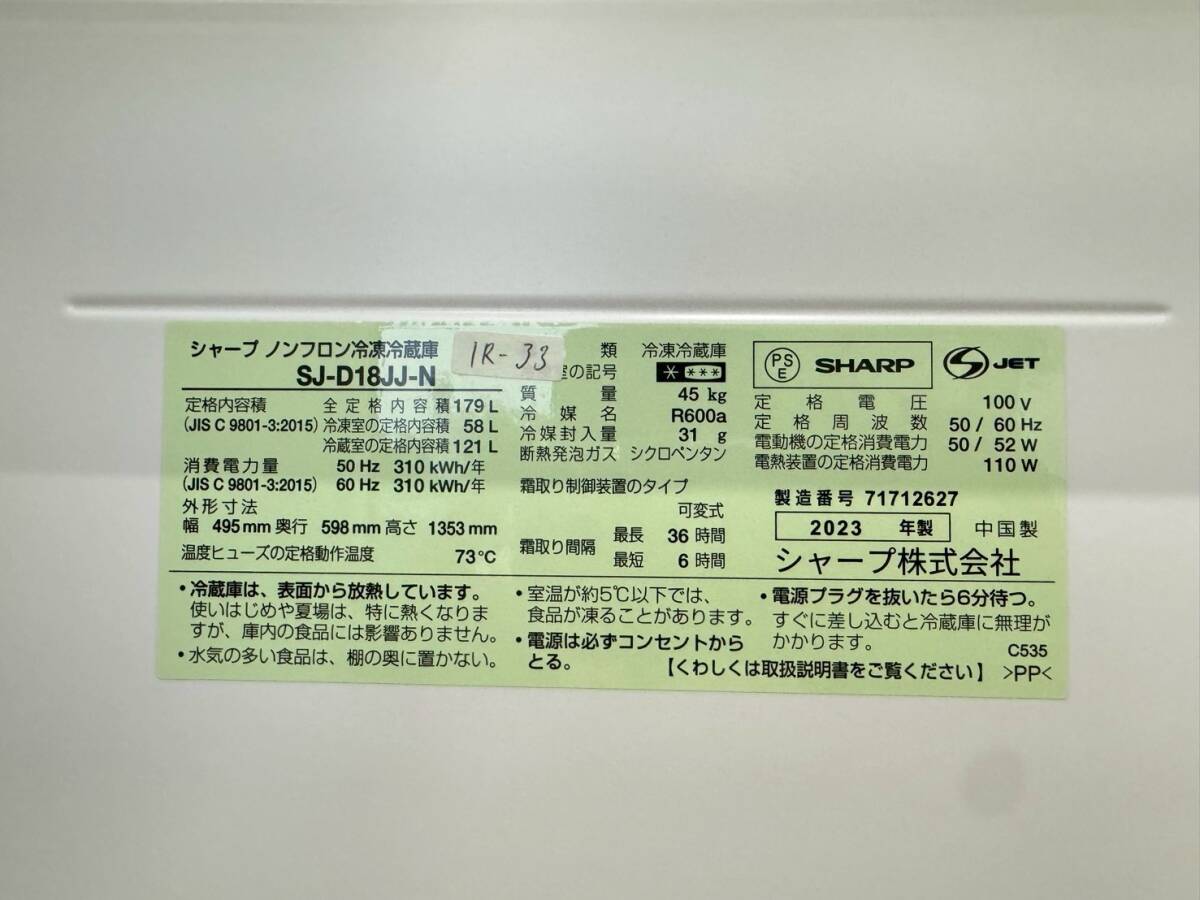 シャープ ノンフロン冷凍冷蔵庫
SJ-D18JJ-N
1R-33
定格内容積 全定格内容積 179 L
(JIS C 9801-3:2015) 冷凍室の定格内容積 58 L
冷蔵室の定格内容積 121 L
消費電力量 50 Hz 310 kWh/年
(JIS C 9801-3:2015) 60 Hz 310 kWh/年
外形寸法
幅 495 mm 奥行 598 mm 高さ 1353 mm
温度ヒューズの定格動作温度 73℃
類 冷凍冷蔵庫
室の記号 * ***
質量 45 kg
冷媒名 R600a
冷媒封入量 31 g
断熱発泡ガス シクロペンタン
霜取り制御装置のタイプ
可変式
霜取り間隔 最長 36 時間
最短 6 時間
PS E SHARP JET
定格電圧 100 V
定格周波数 50 / 60 Hz
電動機の定格消費電力 50 / 52 W
電熱装置の定格消費電力 110 W
製造番号 71712627
2023 年製 中国製
シャープ株式会社
・冷蔵庫は、表面から放熱しています。
使いはじめや夏場は、特に熱くなりま
すが、庫内の食品には影響ありません。
・水気の多い食品は、棚の奥に置かない。
・室温が約5℃以下では、
食品が凍ることがあります。
・電源は必ずコンセントから
とる。
・電源プラグを抜いたら6分待つ。
すぐに差し込むと冷蔵庫に無理が
かかります。
C535
【くわしくは取扱説明書をご覧ください】 >PP<